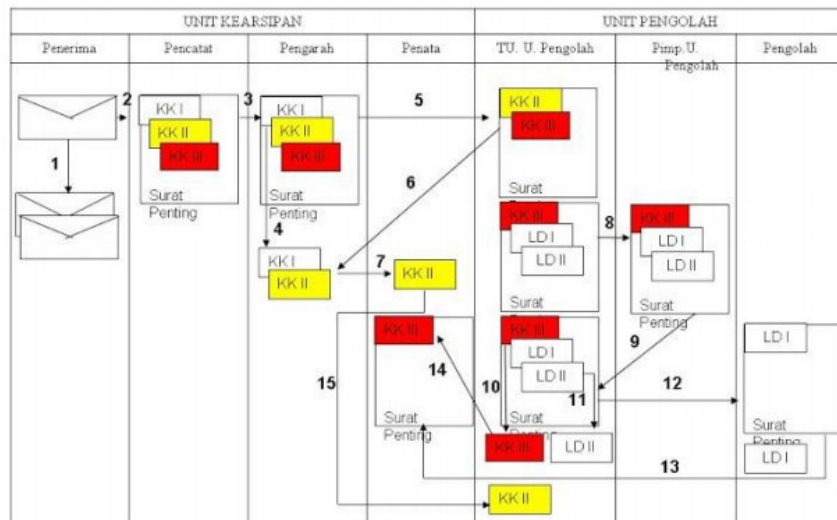 UNIT KEARSIPAN
UNIT PENGOLAH
Penerima
Pencatat
Pengarah
Penata
TU. U. Pengolah
Pimp.U.
Pengolah
Pengolah
2
KK I
KK II
KK III
Surat
Penting
3
KK I
KK II
KK III
Surat
Penting
5
KK II
KK III
Surat
1
6
4
KK I
KK II
7
KK II
KK III
LD I
LD II
Surat
Penting
8
KK III
LD I
LD II
Surat
Penting
9
KK III
Surat
Penting
14
15
10
KK III
LD I
LD II
11
Surat
Penting
12
LD I
Surat
Penting
KK III
LD II
13
LD I
KK II